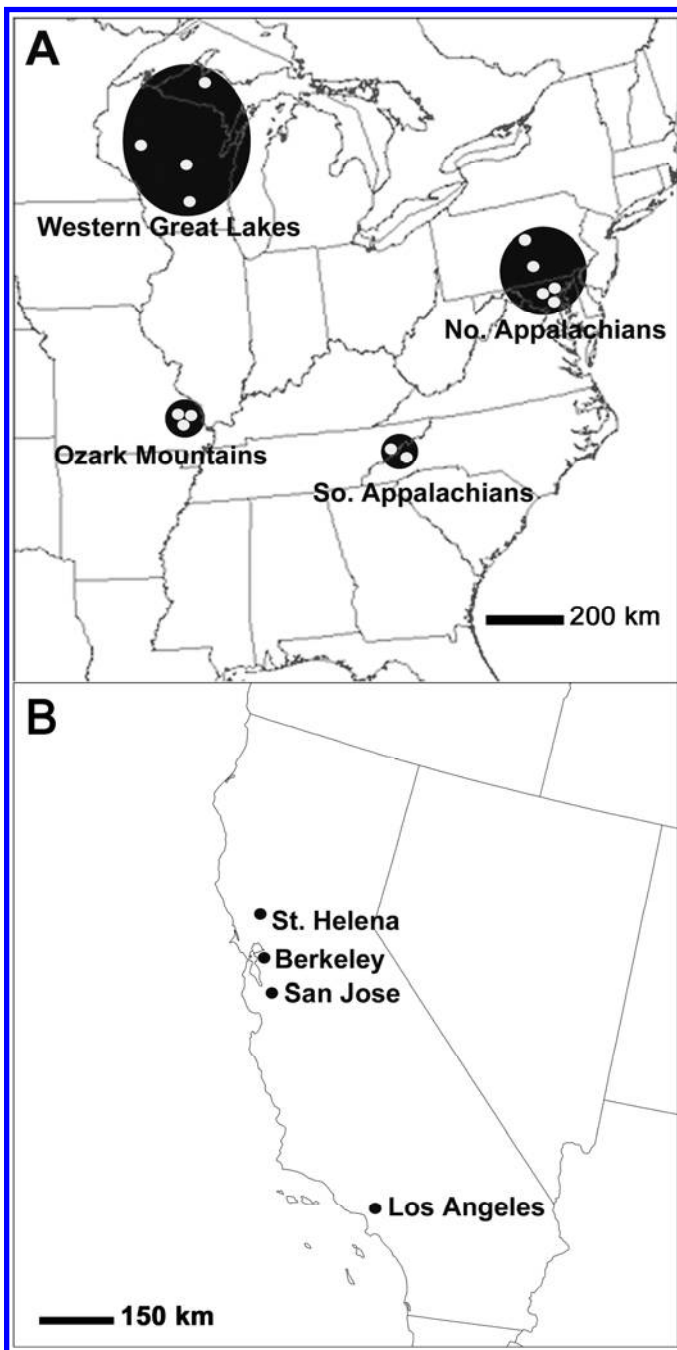 A
Western Great Lakes
No. Appalachians
Ozark Mountains
So. Appalachians
200 km
B
St. Helena
Berkeley
San Jose
Los Angeles
150 km